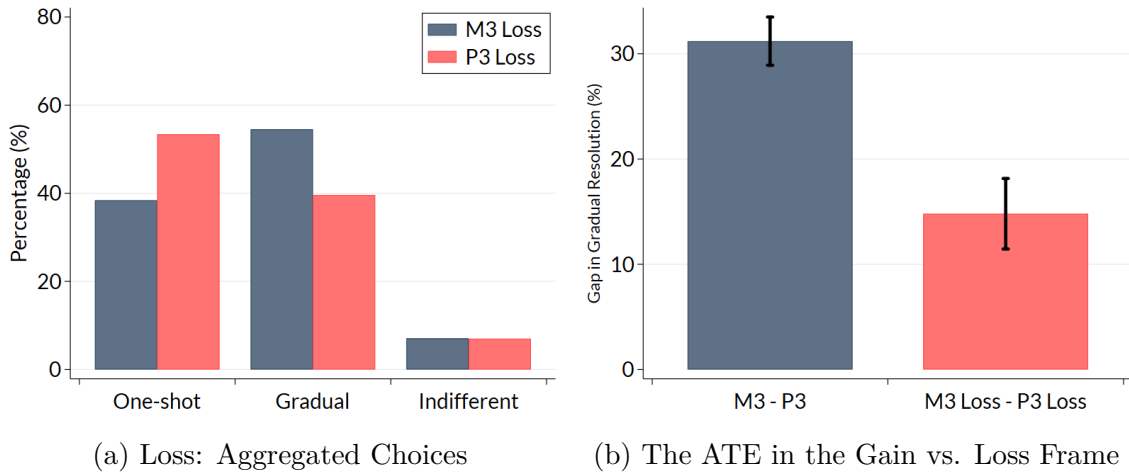 80
60
40
20
0
Percentage (%)
M3 Loss
P3 Loss
One-shot
Gradual
Indifferent
(a) Loss: Aggregated Choices
30
20
10
0
Gap in Gradual Resolution (%)
M3 - P3
M3 Loss - P3 Loss
(b) The ATE in the Gain vs. Loss Frame